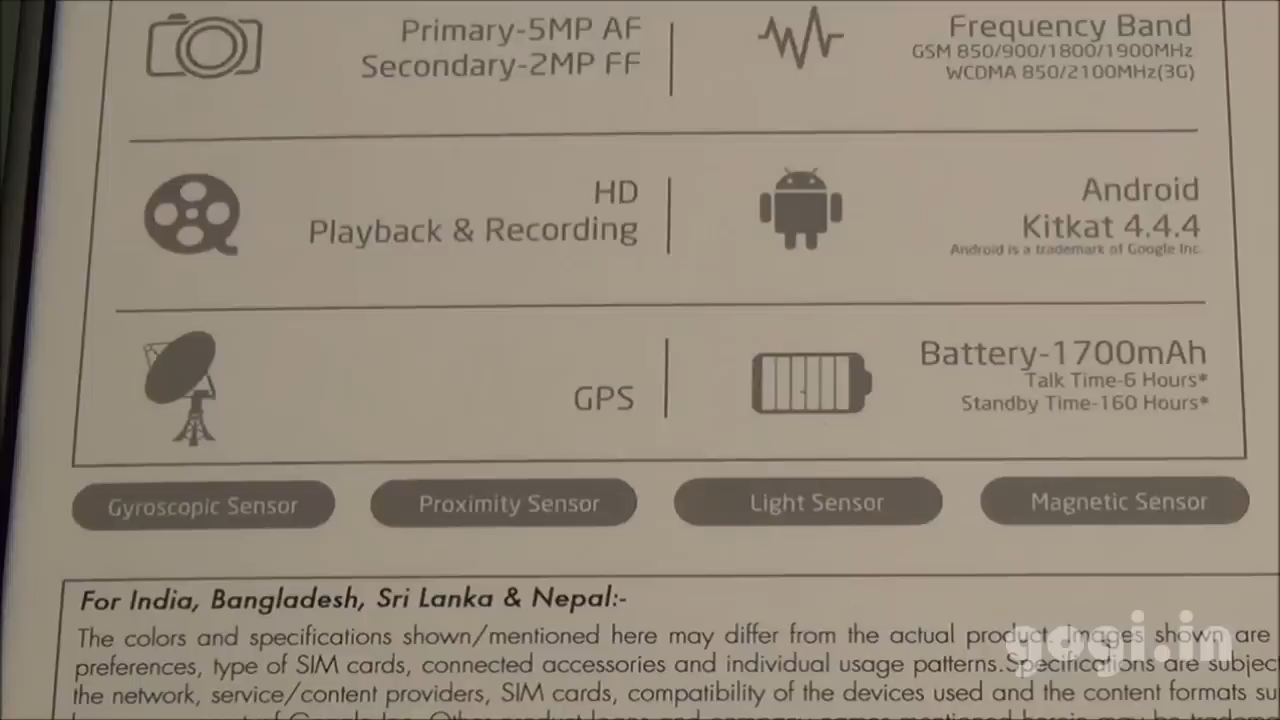 Primary-5MP AF
Secondary-2MP FF
Frequency Band
GSM 850/900/1800/1900MHz
WCDMA 850/2100MHz(3G)
HD
Playback & Recording
Android
Kitkat 4.4.4
Android is a trademark of Google Inc.
GPS
Battery-1700mAh
Talk Time-6 Hours*
Standby Time-160 Hours*
Gyroscopic Sensor
Proximity Sensor
Light Sensor
Magnetic Sensor
For India, Bangladesh, Sri Lanka & Nepal:-
The colors and specifications shown/mentioned here may differ from the actual product. Images shown are
preferences, type of SIM cards, connected accessories and individual usage patterns.Specifications are subjec
the network, service/content providers, SIM cards, compatibility of the devices used and the content formats su
gogi.in